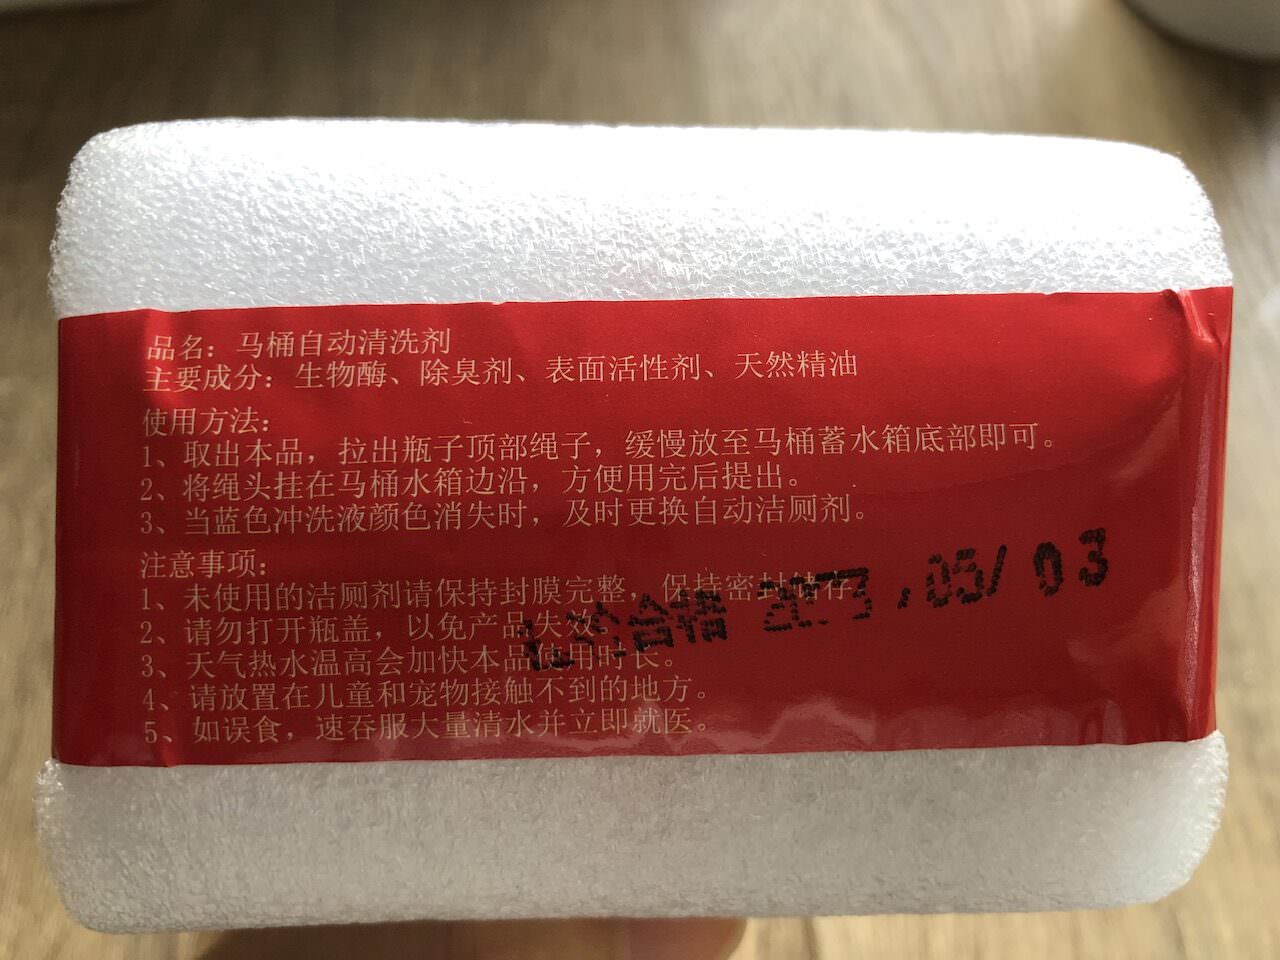 品名：马桶自动清洗剂
主要成分：生物酶、除臭剂、表面活性剂、天然精油
使用方法：
1、取出本品，拉出瓶子顶部绳子，缓慢放至马桶蓄水箱底部即可。
2、将绳头挂在马桶水箱边沿，方便用完后提出。
3、当蓝色冲洗液颜色消失时，及时更换自动洁厕剂。
注意事项：
1、未使用的洁厕剂请保持封膜完整，保持密封储存。
2、请勿打开瓶盖，以免产品失效。
3、天气热水温高会加快本品使用时长。
4、请放置在儿童和宠物接触不到的地方。
5、如误食，速吞服大量清水并立即就医。
合格 05/ 03